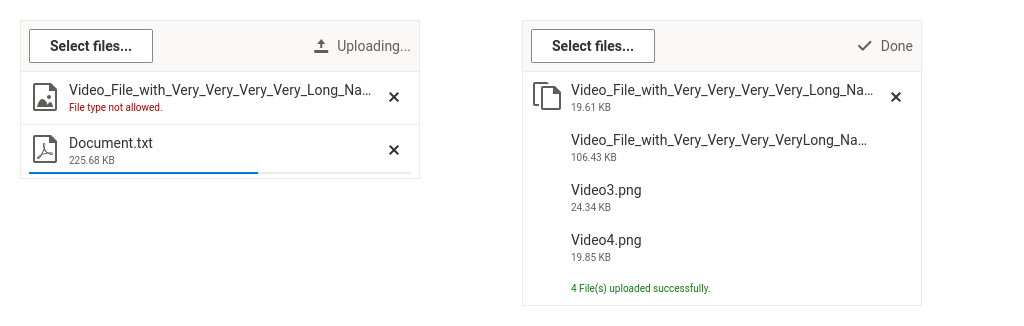 Select files...
Uploading...
Video_File_with_Very_Very_Very_Very_Long_Na...
File type not allowed.
Document.txt
225.68 KB
Select files...
Done
Video_File_with_Very_Very_Very_Very_Long_Na...
19.61 KB
Video_File_with_Very_Very_Very_VeryLong_Na...
106.43 KB
Video3.png
24.34 KB
Video4.png
19.85 KB
4 File(s) uploaded successfully.